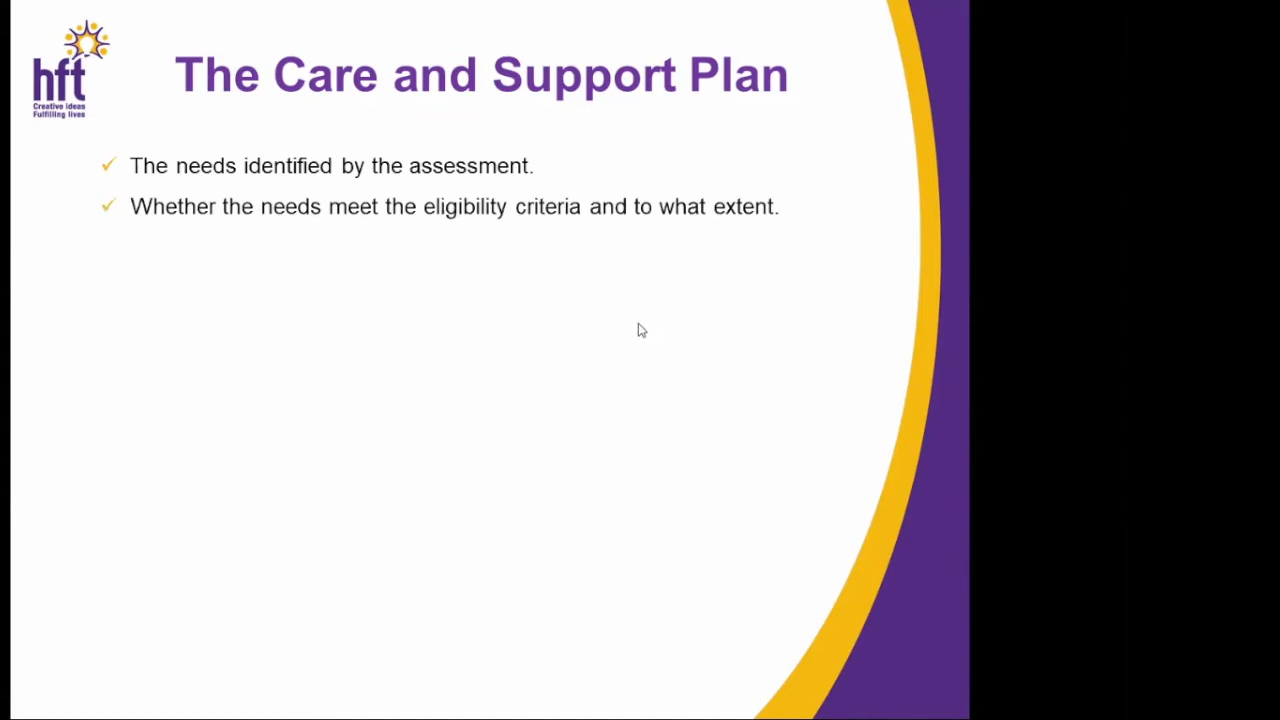 hft
Creative ideas
Fulfilling lives
The Care and Support Plan
✓ The needs identified by the assessment.
✓ Whether the needs meet the eligibility criteria and to what extent.